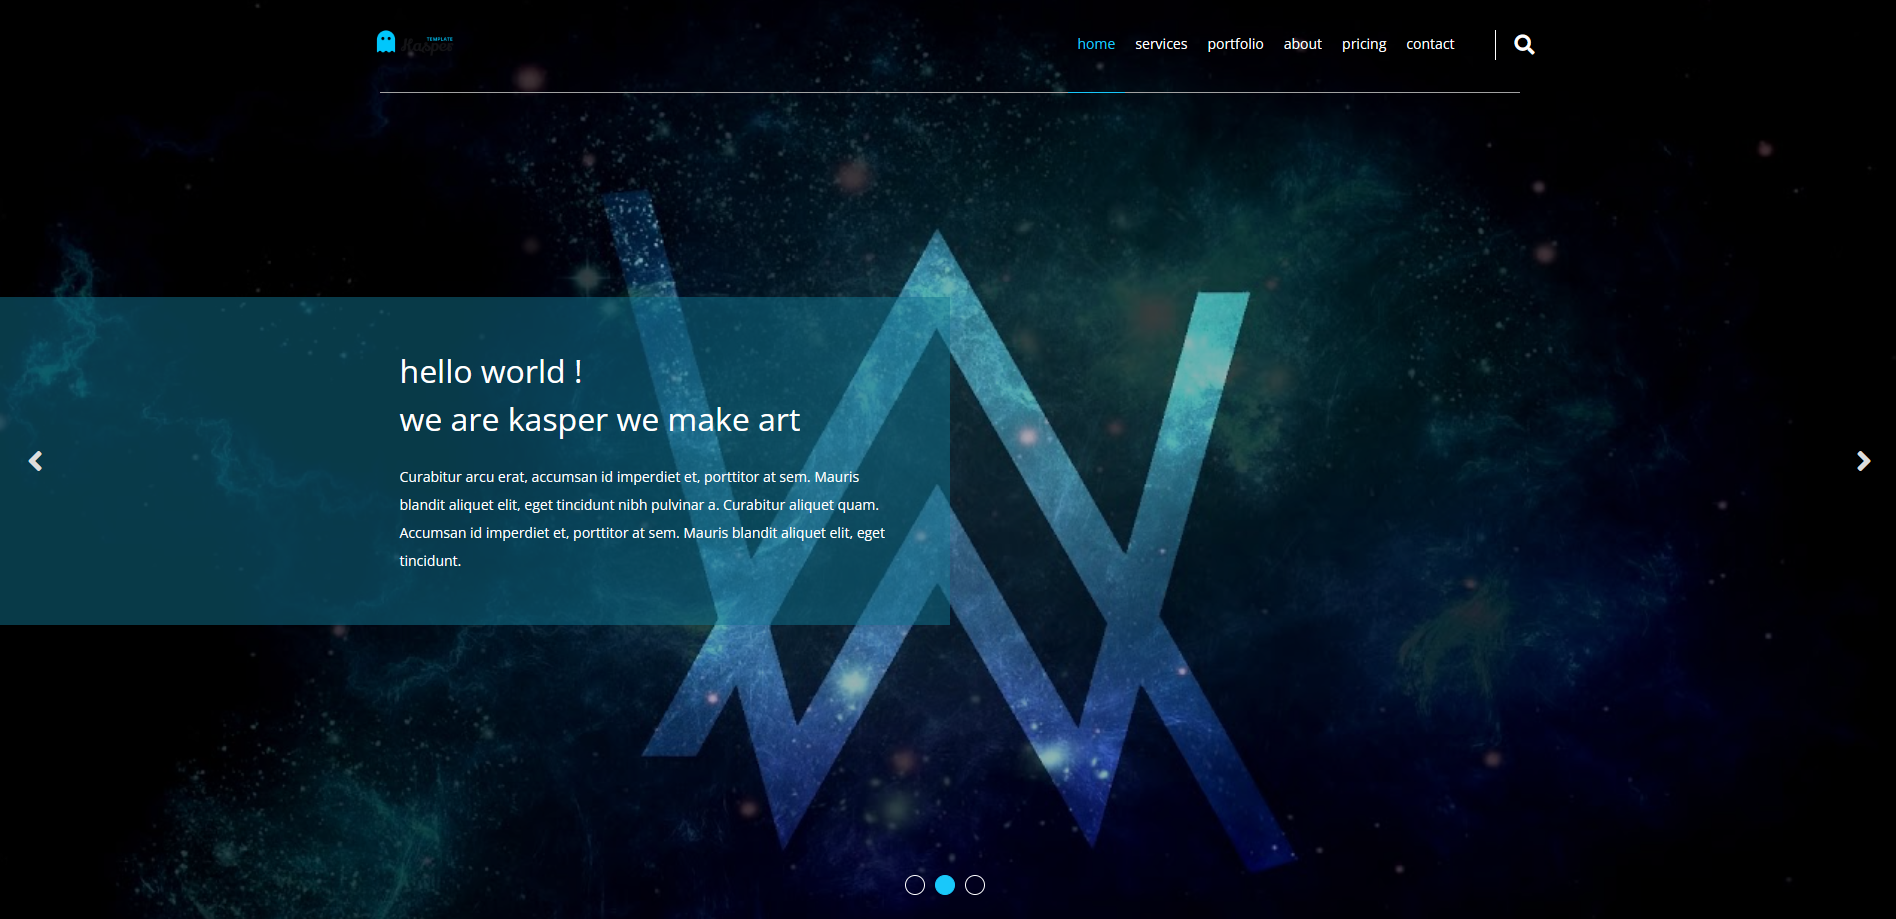 TEMPLATE
Kasper
home services portfolio about pricing contact
hello world !
we are kasper we make art
Curabitur arcu erat, accumsan id imperdiet et, porttitor at sem. Mauris
blandit aliquet elit, eget tincidunt nibh pulvinar a. Curabitur aliquet quam.
Accumsan id imperdiet et, porttitor at sem. Mauris blandit aliquet elit, eget
tincidunt.